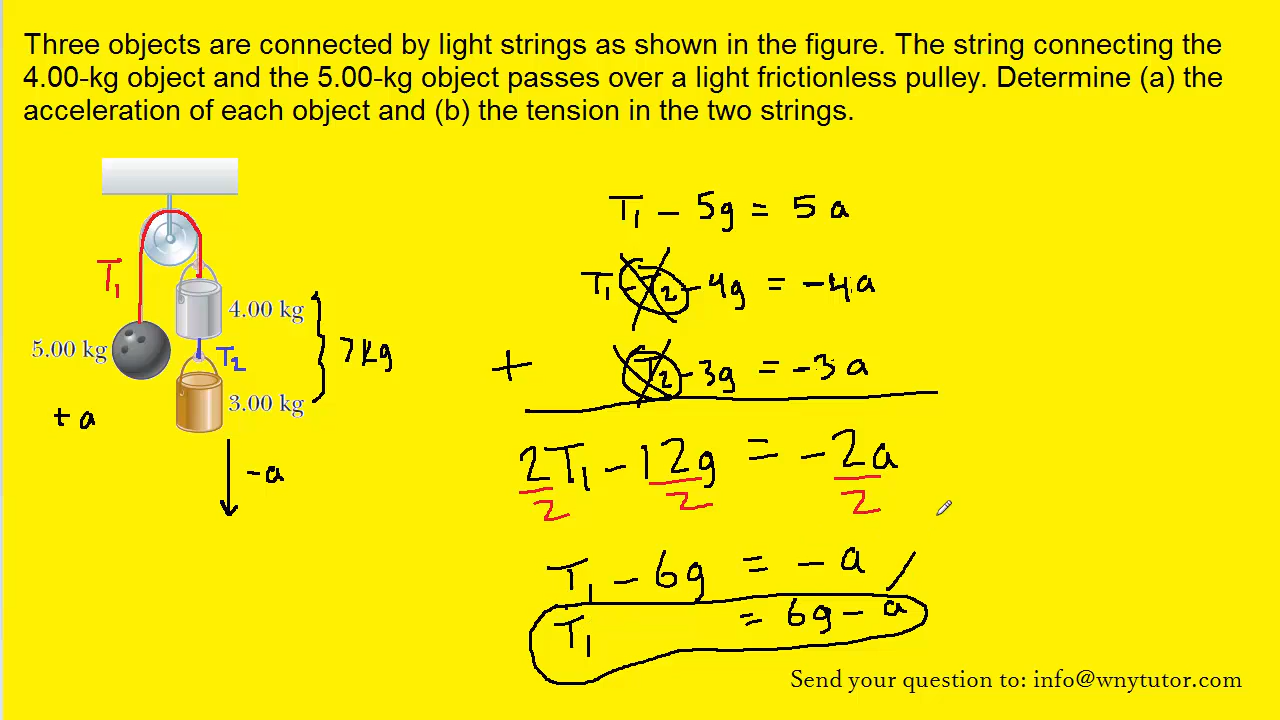 Three objects are connected by light strings as shown in the figure. The string connecting the
4.00-kg object and the 5.00-kg object passes over a light frictionless pulley. Determine (a) the
acceleration of each object and (b) the tension in the two strings.
T₁
4.00 kg
5.00 kg
T₂
7 kg
3.00 kg
+ a
-a
T₁ - 5g = 5a
T₁ - T₂ - 4g = -4a
+ T₂ - 3g = -3a
2T₁ - 12g = -2a
2 2 2
T₁ - 6g = -a
T₁ = 6g - a
Send your question to: info@wnytutor.com